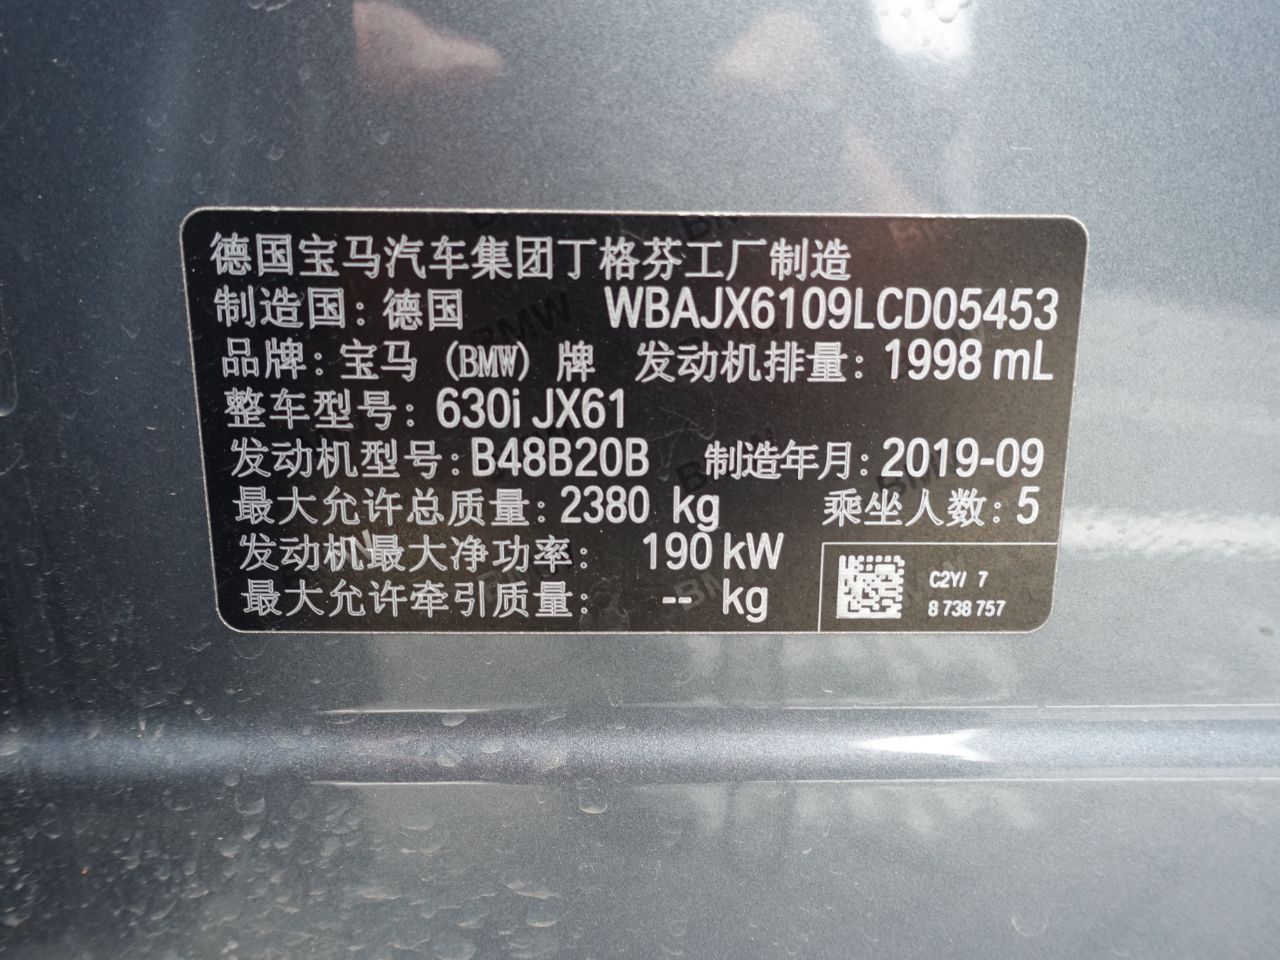 德国宝马汽车集团丁格芬工厂制造
制造国：德国 WBAJX6109LCD05453
品牌：宝马 (BMW) 牌 发动机排量：1998 mL
整车型号：630i JX61
发动机型号：B48B20B 制造年月：2019-09
最大允许总质量：2380 kg 乘坐人数：5
发动机最大净功率： 190 kW
最大允许牵引质量： -- kg
C2Y/ 7
8 738 757